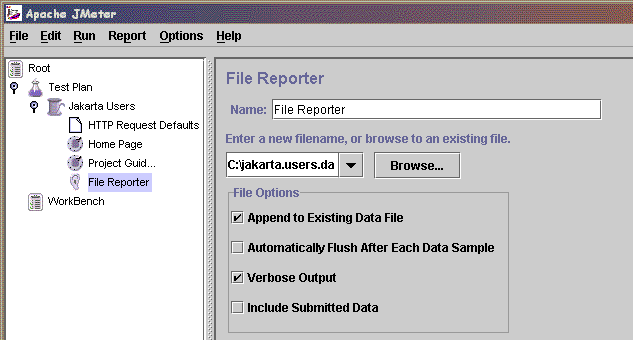 Apache JMeter
File Edit Run Report Options Help
Root
Test Plan
Jakarta Users
HTTP Request Defaults
Home Page
Project Guid...
File Reporter
WorkBench
File Reporter
Name: File Reporter
Enter a new filename, or browse to an existing file.
C:\jakarta.users.da Browse...
File Options
Append to Existing Data File
Automatically Flush After Each Data Sample
Verbose Output
Include Submitted Data